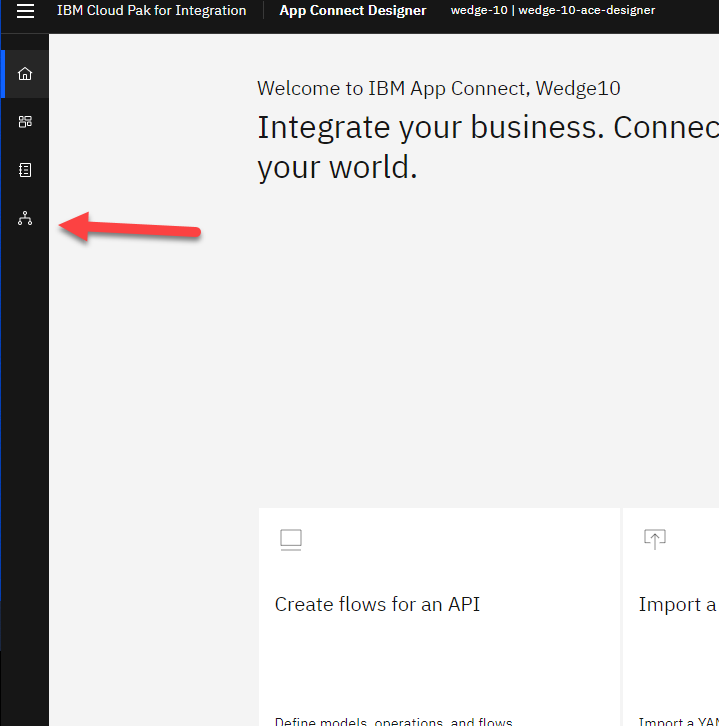 IBM Cloud Pak for Integration App Connect Designer wedge-10 | wedge-10-ace-designer
Welcome to IBM App Connect, Wedge10
Integrate your business. Connec
your world.
Create flows for an API
Import a
Define models, operations, and flows
Import a YAM